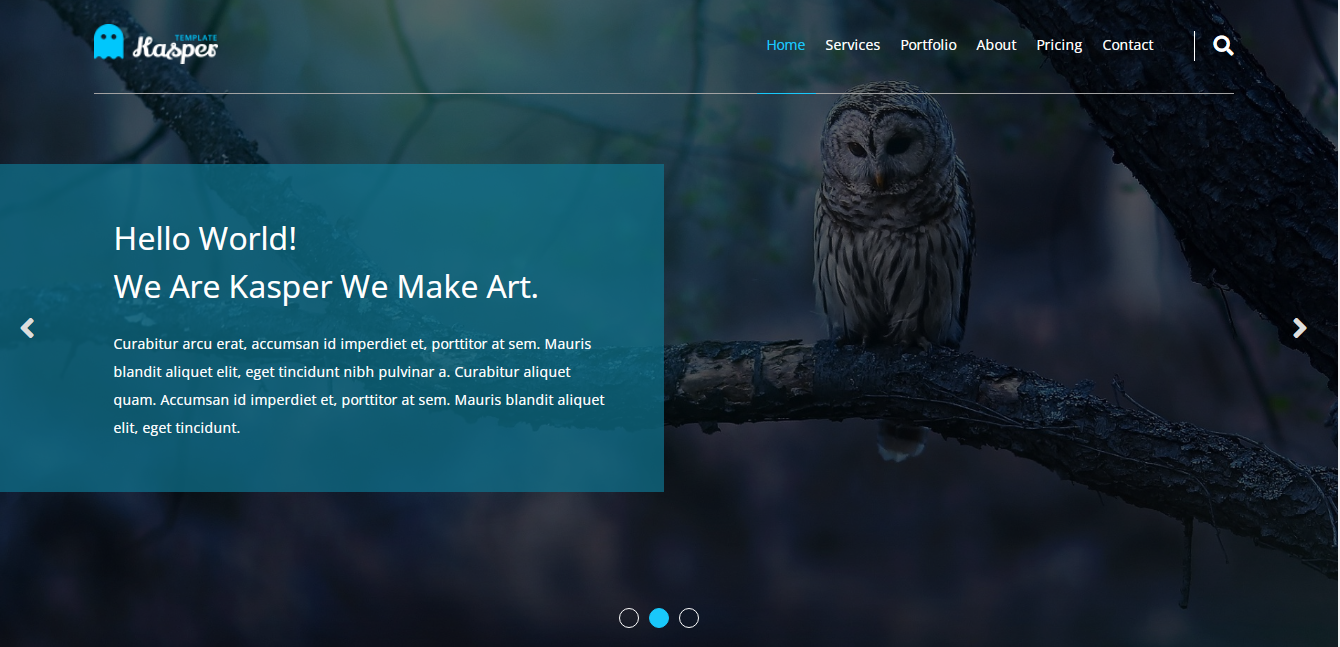 TEMPLATE
Kasper
Home Services Portfolio About Pricing Contact
Hello World!
We Are Kasper We Make Art.
Curabitur arcu erat, accumsan id imperdiet et, porttitor at sem. Mauris
blandit aliquet elit, eget tincidunt nibh pulvinar a. Curabitur aliquet
quam. Accumsan id imperdiet et, porttitor at sem. Mauris blandit aliquet
elit, eget tincidunt.